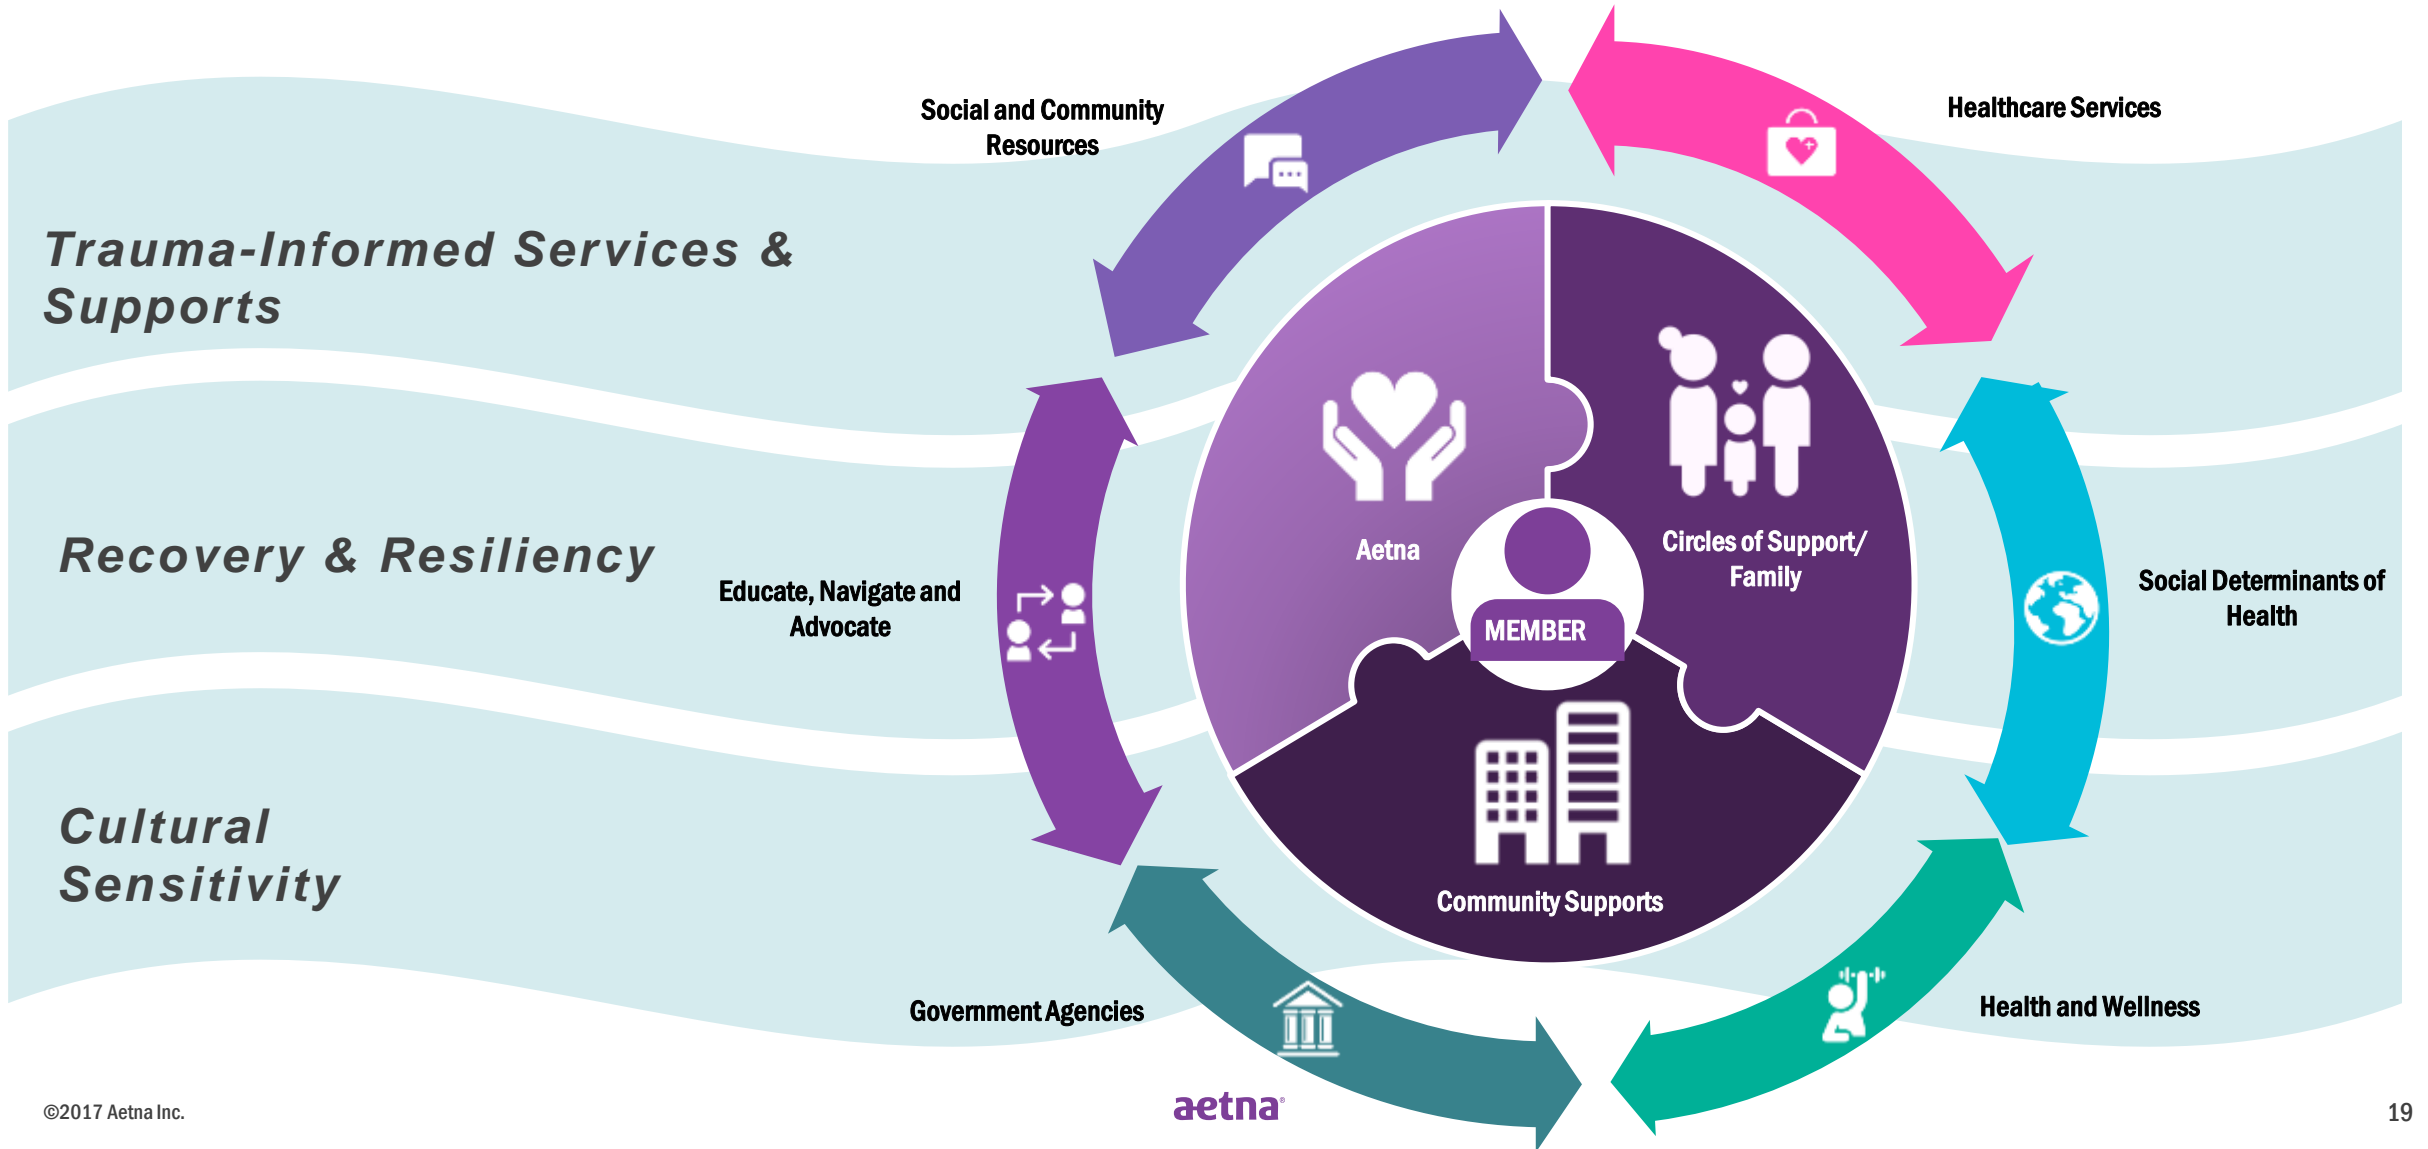 Social and Community
Resources
Healthcare Services
Trauma-Informed Services &
Supports
Aetna
Circles of Support/
Family
Recovery & Resiliency
Educate, Navigate and
Advocate
MEMBER
Social Determinants of
Health
Cultural
Sensitivity
Community Supports
Government Agencies
Health and Wellness
©2017 Aetna Inc.
aetna®
19